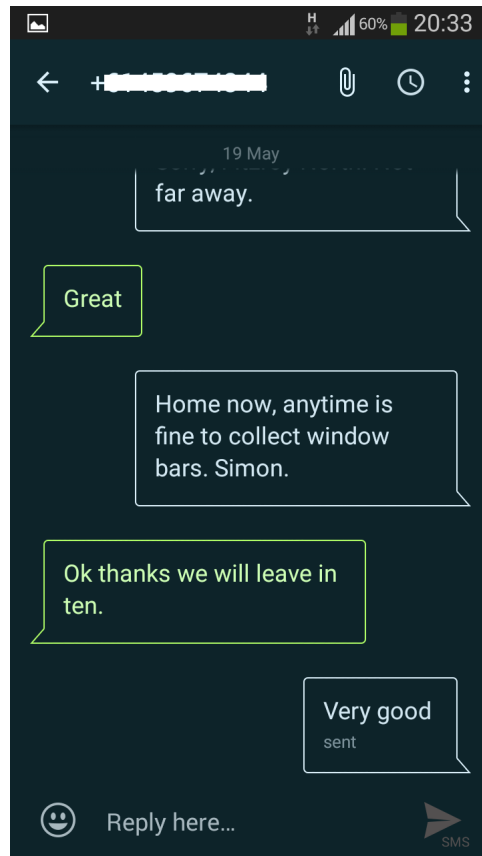 H 60% 20:33
+
19 May
far away.
Great
Home now, anytime is
fine to collect window
bars. Simon.
Ok thanks we will leave in
ten.
Very good
sent
Reply here...
SMS